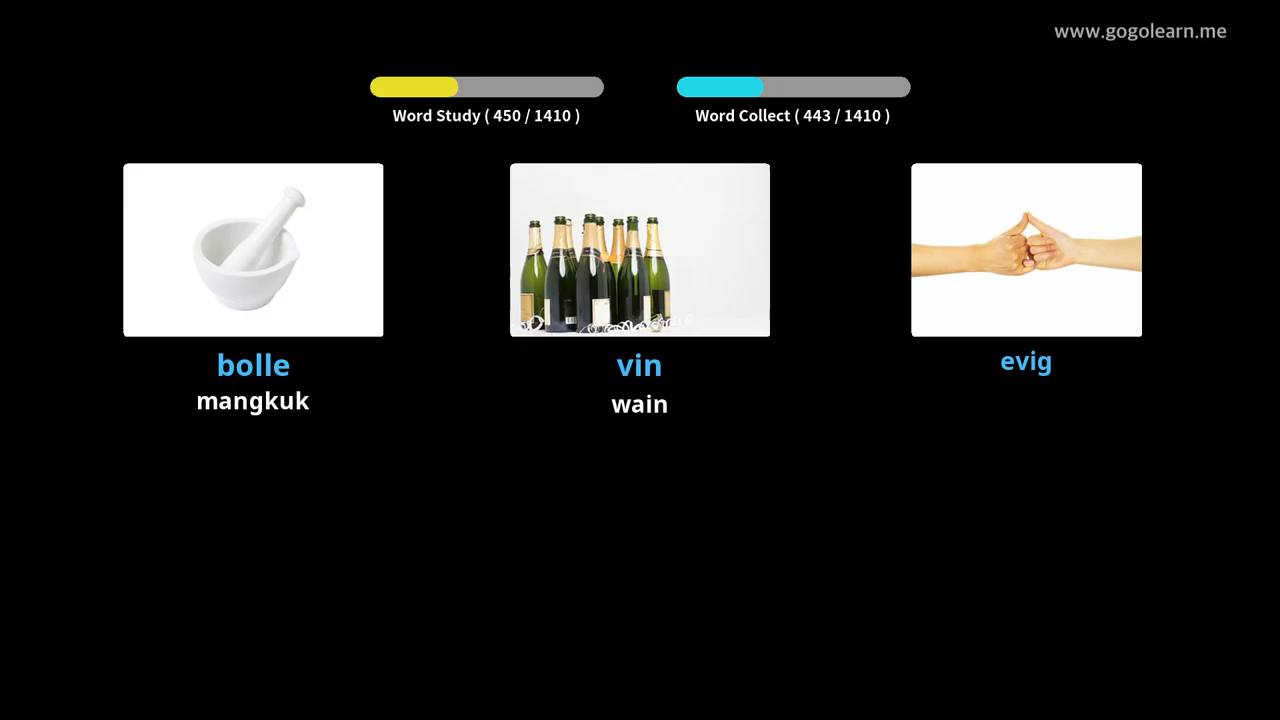 www.gogolearn.me
Word Study ( 450 / 1410 )
Word Collect ( 443 / 1410 )
bolle
mangkuk
vin
wain
evig